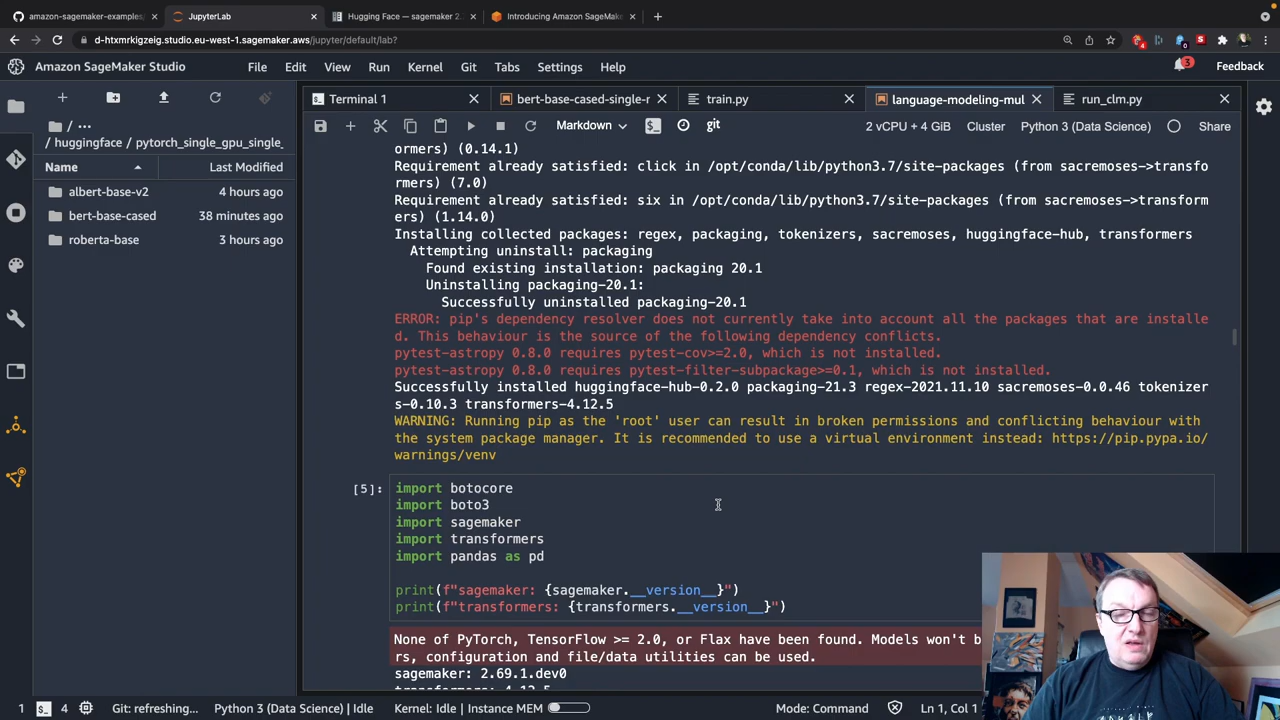 amazon-sagemaker-examples/
JupyterLab
Hugging Face — sagemaker 2.
Introducing Amazon SageMake
d-htxmrkigzeig.studio.eu-west-1.sagemaker.aws/jupyter/default/lab?
4
0
S
Amazon SageMaker Studio
File
Edit
View
Run
Kernel
Git
Tabs
Settings
Help
3
Feedback
Terminal 1
bert-base-cased-single-r
train.py
language-modeling-mul
run_clm.py
Markdown
git
2 vCPU + 4 GiB
Cluster
Python 3 (Data Science)
Share
/ ···
/ huggingface / pytorch_single_gpu_single_
Name
Last Modified
albert-base-v2
4 hours ago
bert-base-cased
38 minutes ago
roberta-base
3 hours ago
ormers) (0.14.1)
Requirement already satisfied: click in /opt/conda/lib/python3.7/site-packages (from sacremoses->transfo
rmers) (7.0)
Requirement already satisfied: six in /opt/conda/lib/python3.7/site-packages (from sacremoses->transform
ers) (1.14.0)
Installing collected packages: regex, packaging, tokenizers, sacremoses, huggingface-hub, transformers
Attempting uninstall: packaging
Found existing installation: packaging 20.1
Uninstalling packaging-20.1:
Successfully uninstalled packaging-20.1
ERROR: pip's dependency resolver does not currently take into account all the packages that are installe
d. This behaviour is the source of the following dependency conflicts.
pytest-astropy 0.8.0 requires pytest-cov>=2.0, which is not installed.
pytest-astropy 0.8.0 requires pytest-filter-subpackage>=0.1, which is not installed.
Successfully installed huggingface-hub-0.2.0 packaging-21.3 regex-2021.11.10 sacremoses-0.0.46 tokenizer
s-0.10.3 transformers-4.12.5
WARNING: Running pip as the 'root' user can result in broken permissions and conflicting behaviour with
the system package manager. It is recommended to use a virtual environment instead: https://pip.pypa.io/
warnings/venv
[5]:
import botocore
import boto3
import sagemaker
import transformers
import pandas as pd
print(f"sagemaker: {sagemaker.__version__}")
print(f"transformers: {transformers.__version__}")
None of PyTorch, TensorFlow >= 2.0, or Flax have been found. Models won't b
rs, configuration and file/data utilities can be used.
sagemaker: 2.69.1.dev0
transformers: 4.12.5
1
4
Git: refreshing...
Python 3 (Data Science) | Idle
Kernel: Idle | Instance MEM
Mode: Command
Ln 1, Col 1